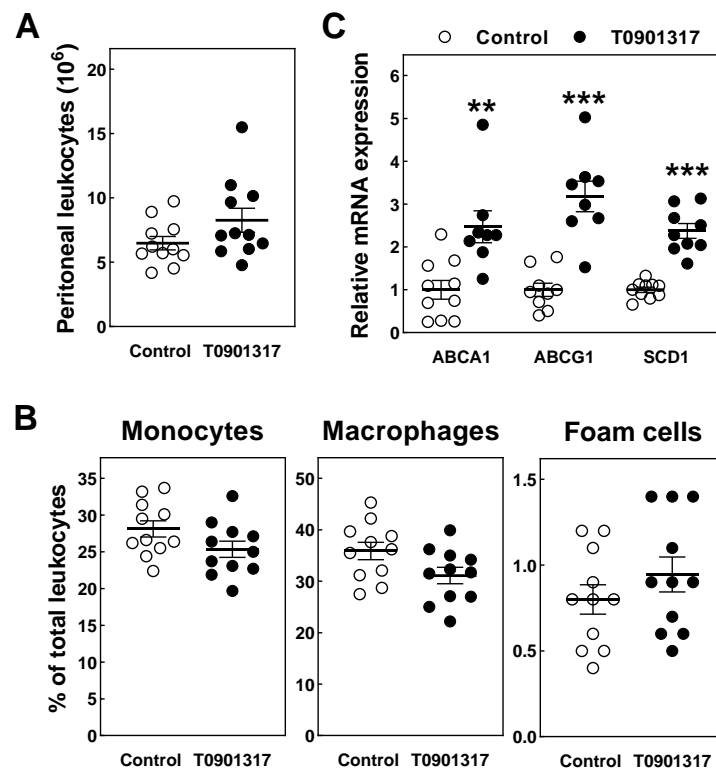 A
Peritoneal leukocytes (10⁶)
20
15
10
5
0
Control T0901317
C
Control T0901317
Relative mRNA expression
6
5
4
3
2
1
0
** *** ***
ABCA1 ABCG1 SCD1
B
% of total leukocytes
Monocytes
35
30
25
20
15
10
5
0
Control T0901317
Macrophages
50
40
30
20
10
0
Control T0901317
Foam cells
1.5
1.0
0.5
0.0
Control T0901317